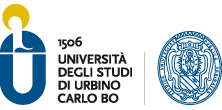 1506
UNIVERSITÀ
DEGLI STUDI
DI URBINO
CARLO BO